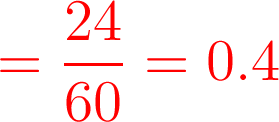 = 24/60 = 0.4